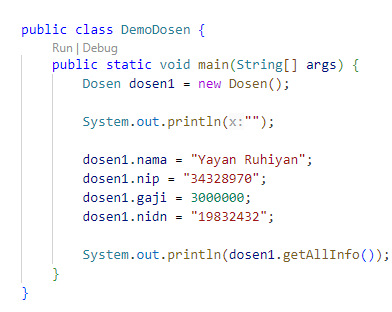 public class DemoDosen {
Run | Debug
public static void main(String[] args) {
Dosen dosen1 = new Dosen();
System.out.println(x:"");
dosen1.nama = "Yayan Ruhiyan";
dosen1.nip = "34328970";
dosen1.gaji = 3000000;
dosen1.nidn = "19832432";
System.out.println(dosen1.getAllInfo());
}
}